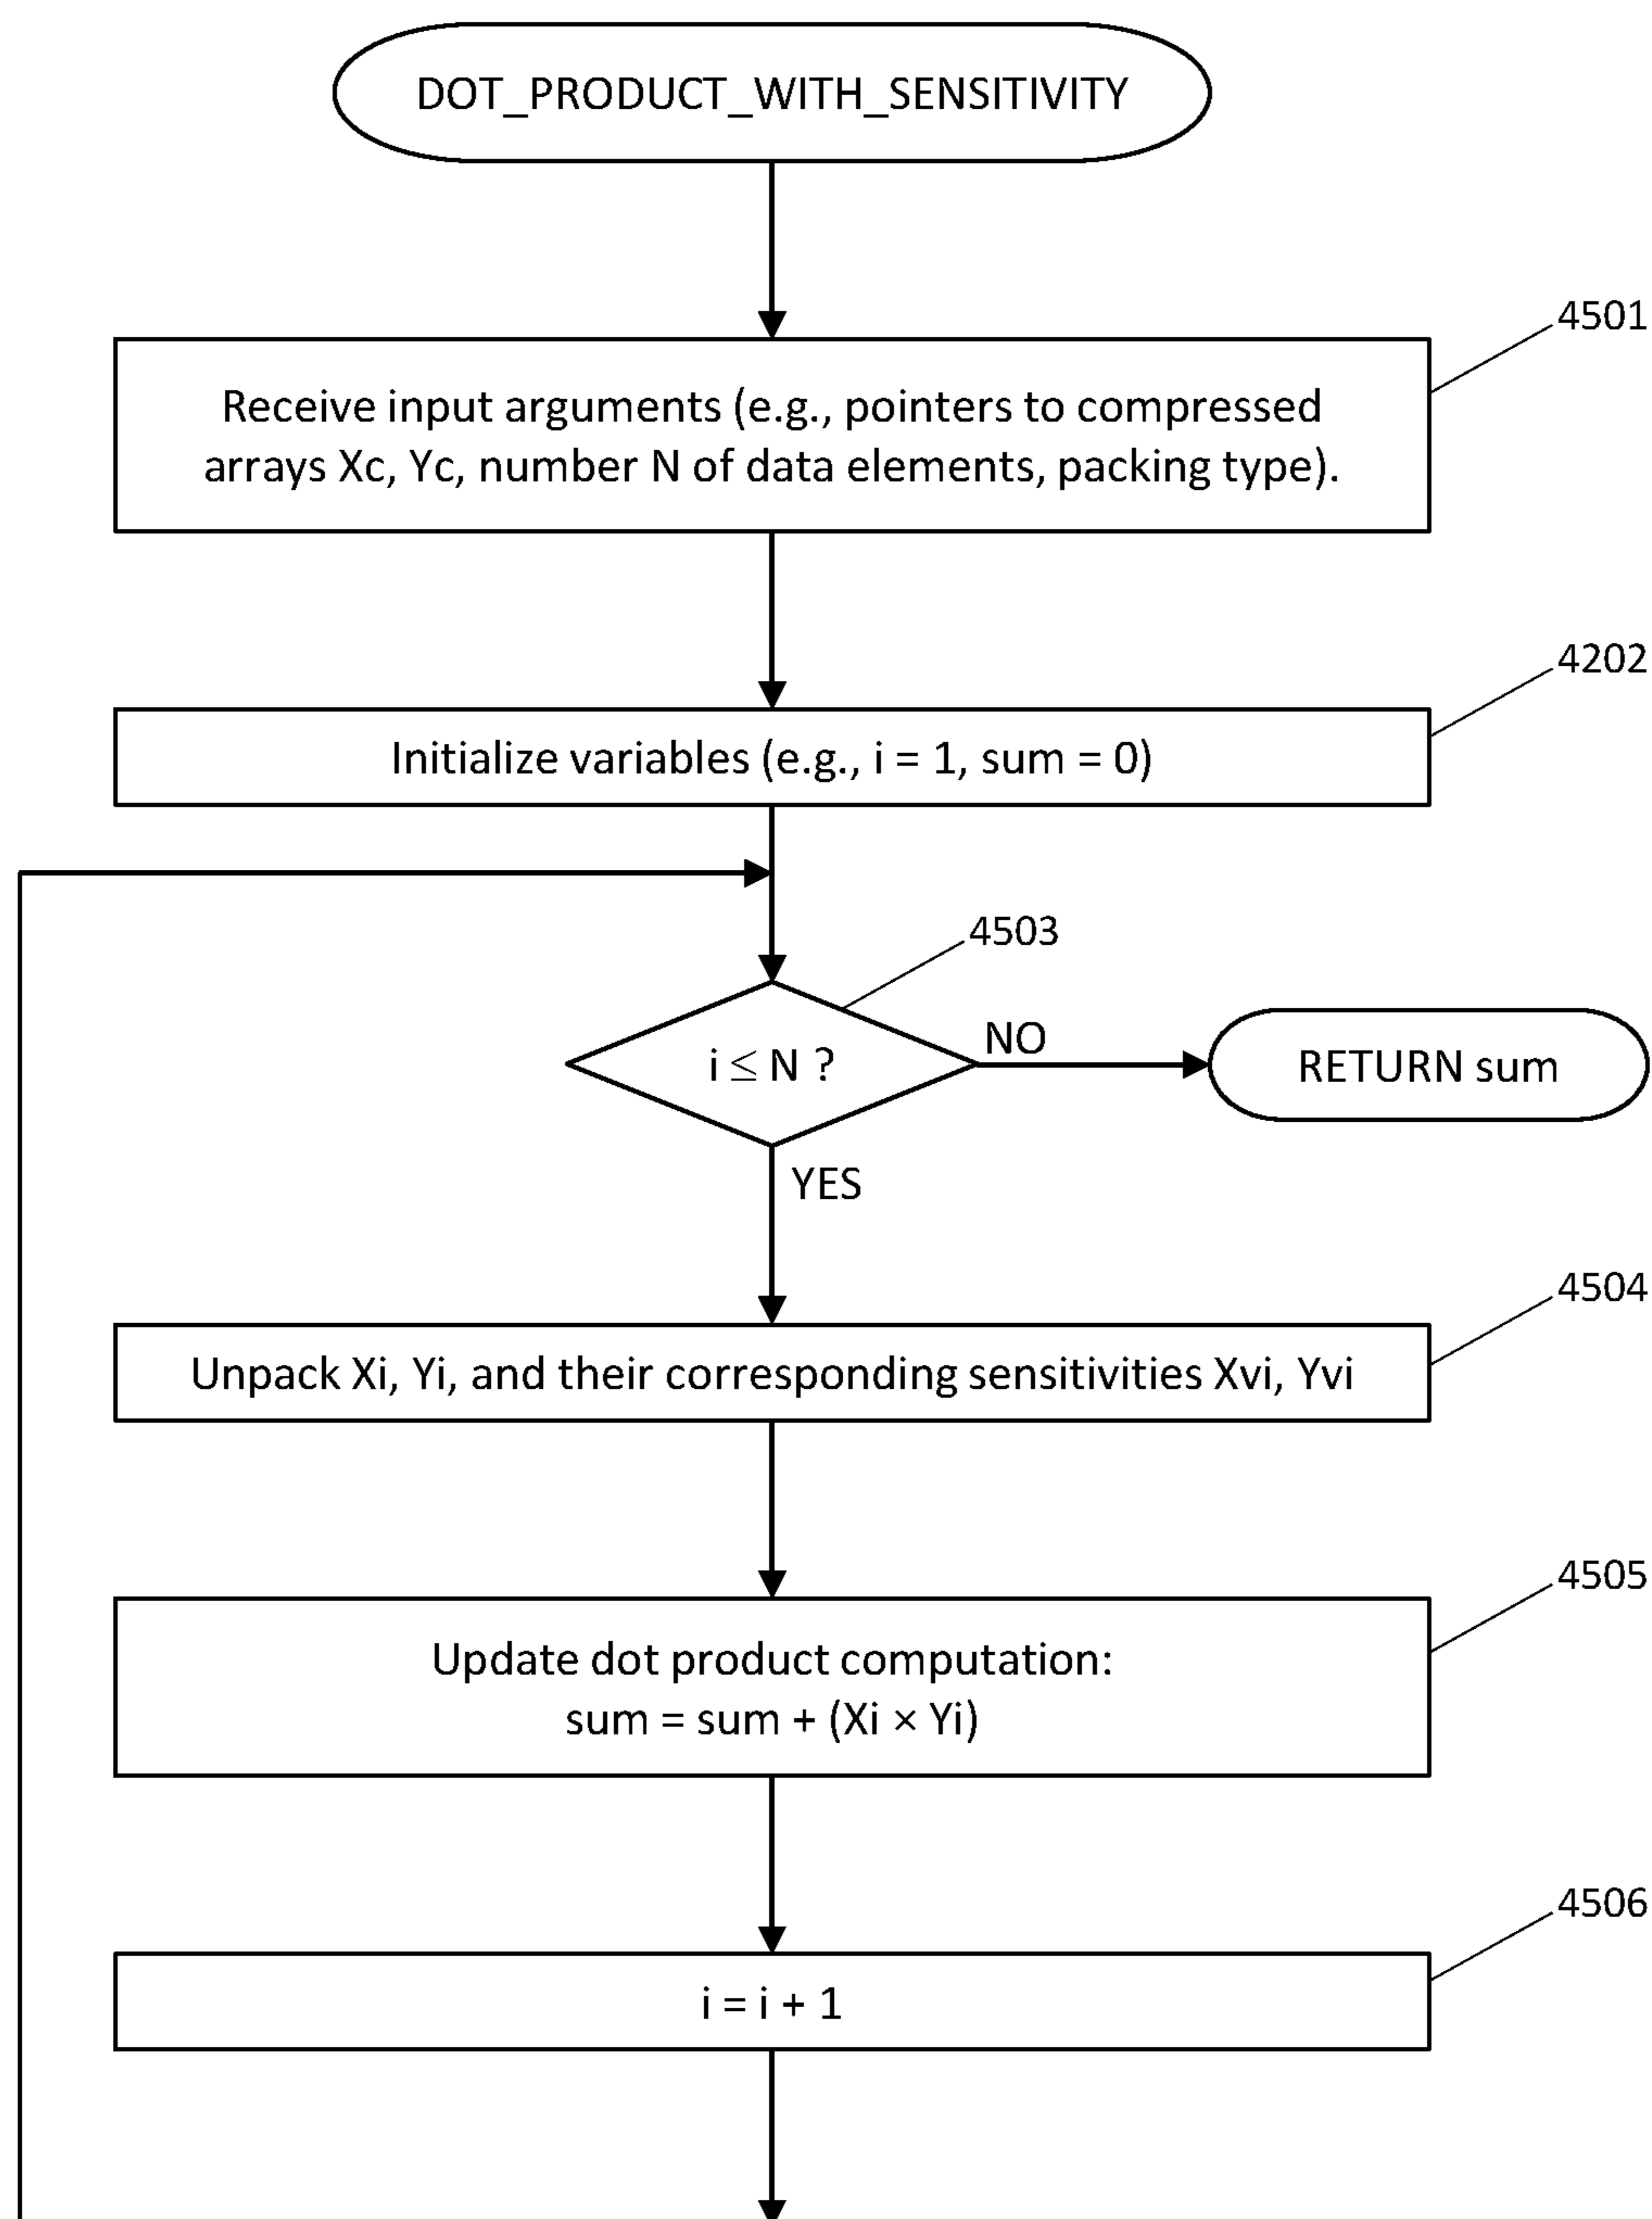 DOT_PRODUCT_WITH_SENSITIVITY
4501
Receive input arguments (e.g., pointers to compressed
arrays Xc, Yc, number N of data elements, packing type).
4202
Initialize variables (e.g., i = 1, sum = 0)
4503
i ≤ N ?
NO
RETURN sum
YES
4504
Unpack Xi, Yi, and their corresponding sensitivities Xvi, Yvi
4505
Update dot product computation:
sum = sum + (Xi × Yi)
4506
i = i + 1